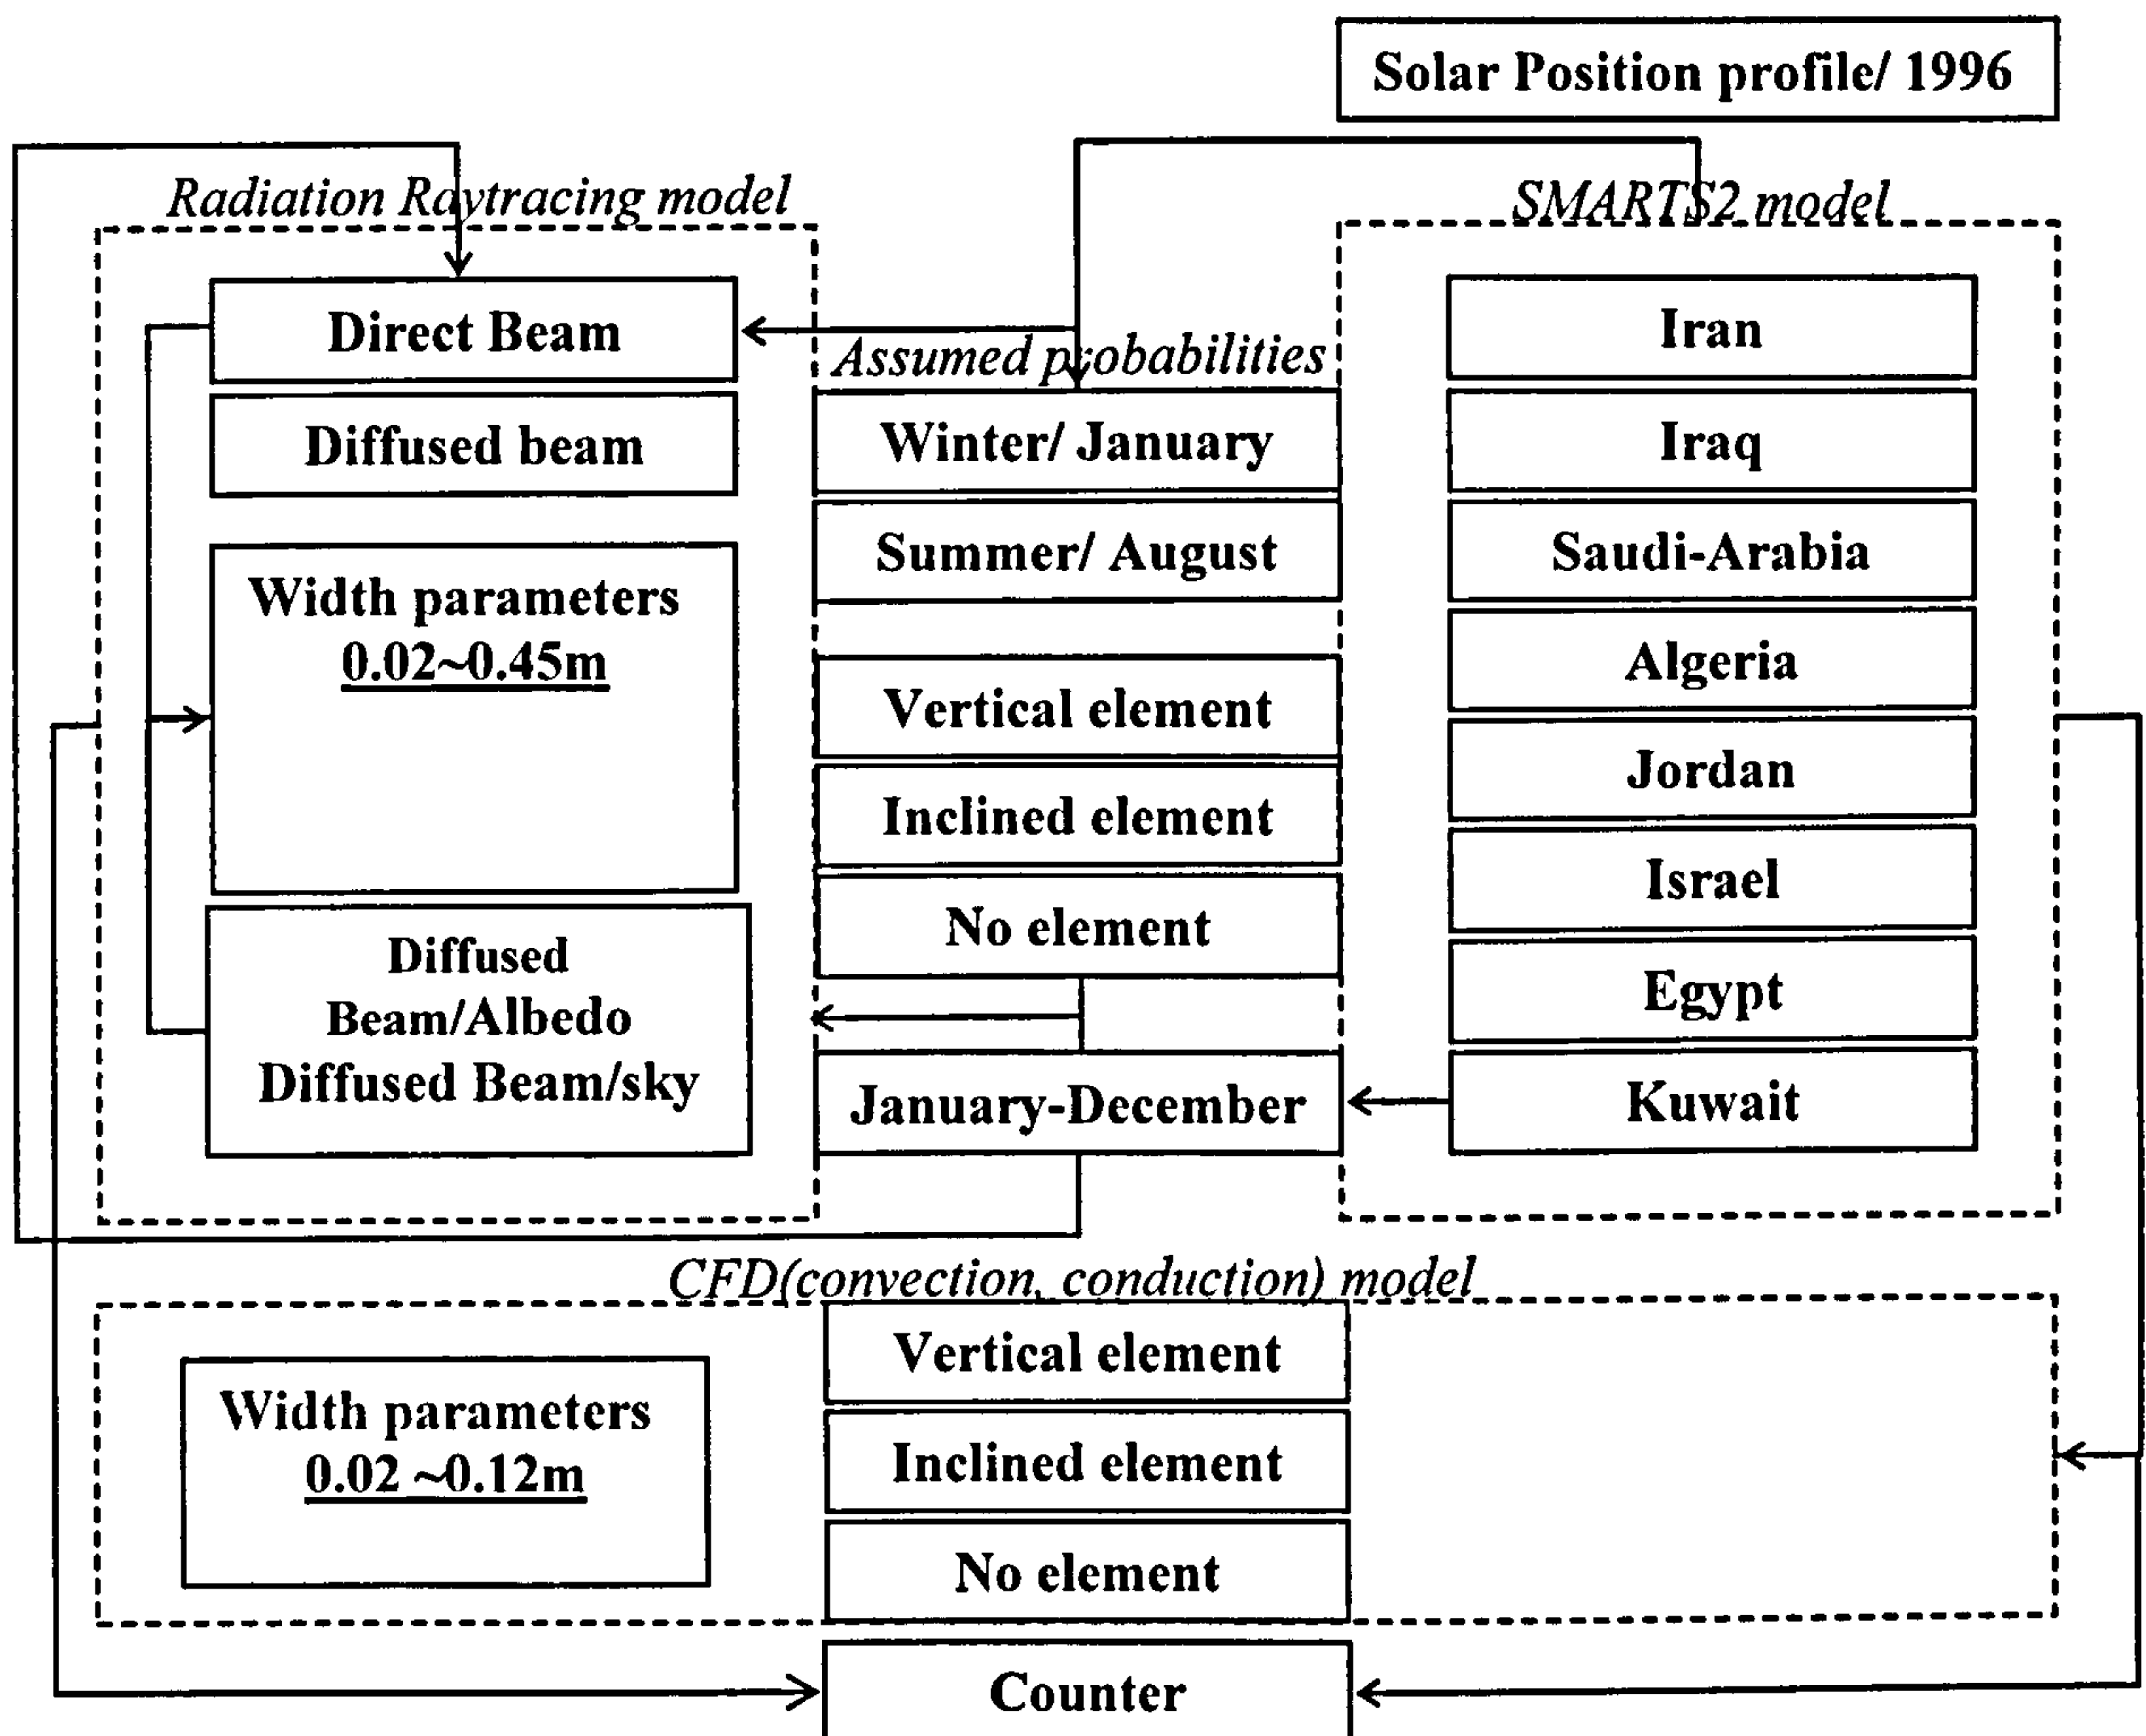 Solar Position profile/ 1996
Radiation Raytracing model
SMARTS2 model
Direct Beam
Diffused beam
Width parameters
0.02~0.45m
Diffused
Beam/Albedo
Diffused Beam/sky
Assumed probabilities
Winter/ January
Summer/ August
Vertical element
Inclined element
No element
January-December
Iran
Iraq
Saudi-Arabia
Algeria
Jordan
Israel
Egypt
Kuwait
CFD(convection, conduction) model
Width parameters
0.02 ~0.12m
Vertical element
Inclined element
No element
Counter